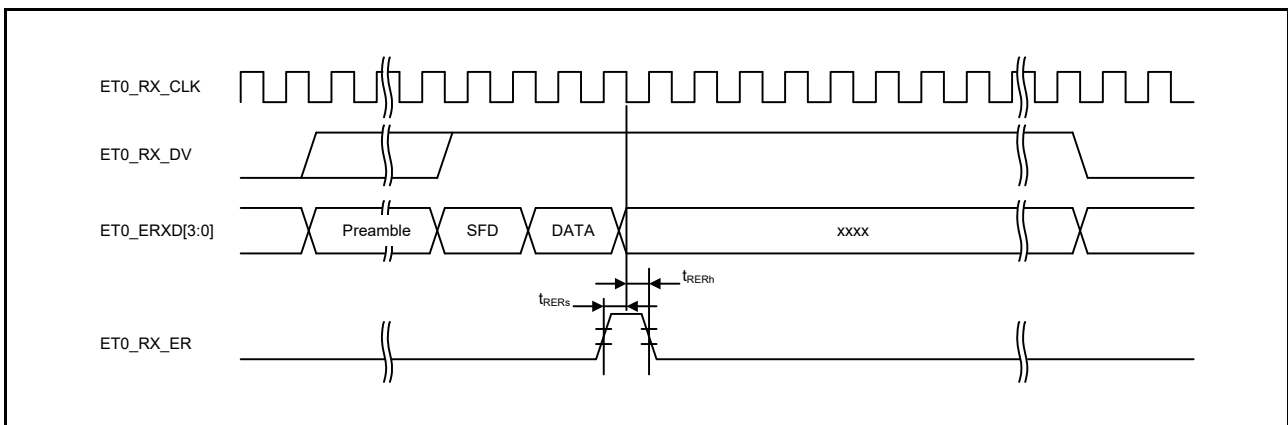 ET0_RX_CLK
ET0_RX_DV
ET0_ERXD[3:0]
Preamble
SFD
DATA
xxxx
tRERh
tRERs
ET0_RX_ER